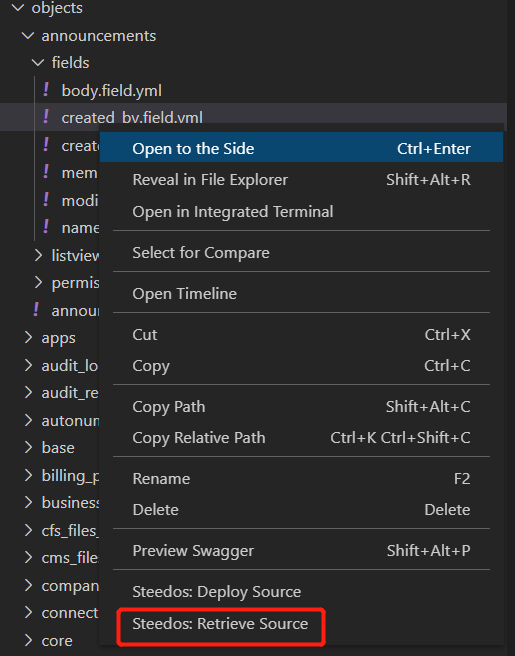 objects
announcements
fields
! body.field.yml
! created_by.field.yml
! create
Open to the Side Ctrl+Enter
! mem
Reveal in File Explorer Shift+Alt+R
! modi
Open in Integrated Terminal
! name
listview
Select for Compare
permis
Open Timeline
! annou
apps
Cut Ctrl+X
audit_lo
Copy Ctrl+C
audit_re
Copy Path Shift+Alt+C
autonum
Copy Relative Path Ctrl+K Ctrl+Shift+C
base
billing_p
Rename F2
business
Delete Delete
cfs_files_
cms_files
Preview Swagger Shift+Alt+P
compan
Steedos: Deploy Source
connect
Steedos: Retrieve Source
core